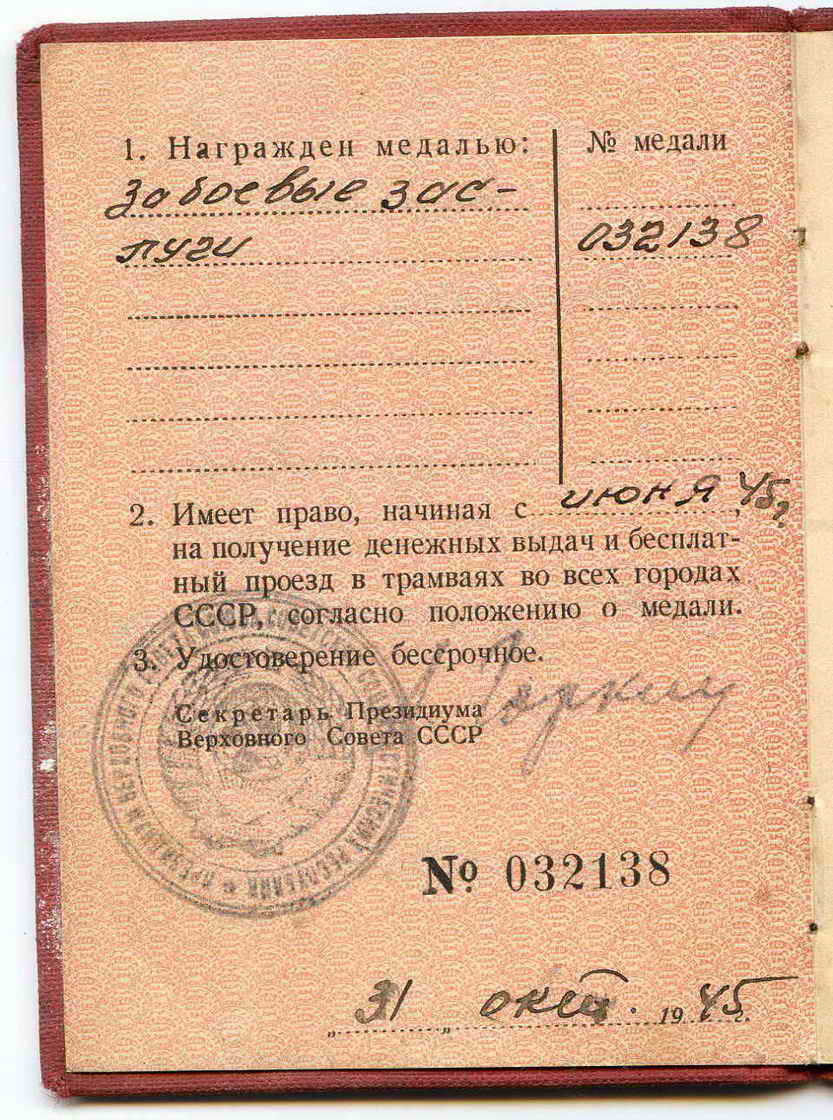 1. Награжден медалью:
№ медали
За боевые зас-
луги
032138
2. Имеет право, начиная с июня 45 г.,
на получение денежных выдач и бесплат-
ный проезд в трамваях во всех городах
СССР, согласно положению о медали.
3. Удостоверение бессрочное.
Секретарь Президиума
Верховного Совета СССР
Горкин
№ 032138
„31„ окт. 1945 г.